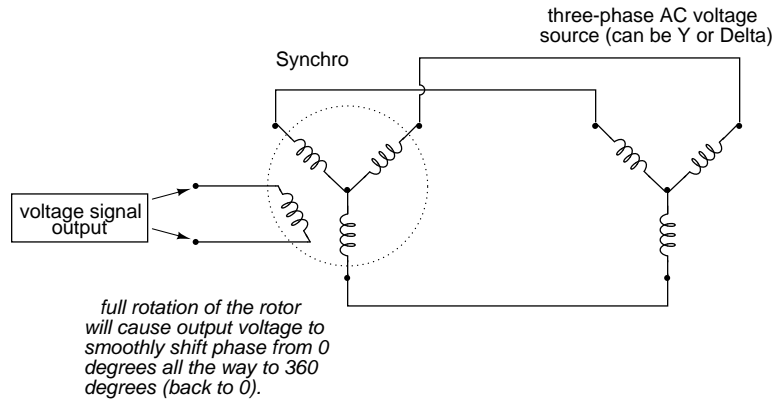 three-phase AC voltage
source (can be Y or Delta)
Synchro
voltage signal
output
full rotation of the rotor
will cause output voltage to
smoothly shift phase from 0
degrees all the way to 360
degrees (back to 0).